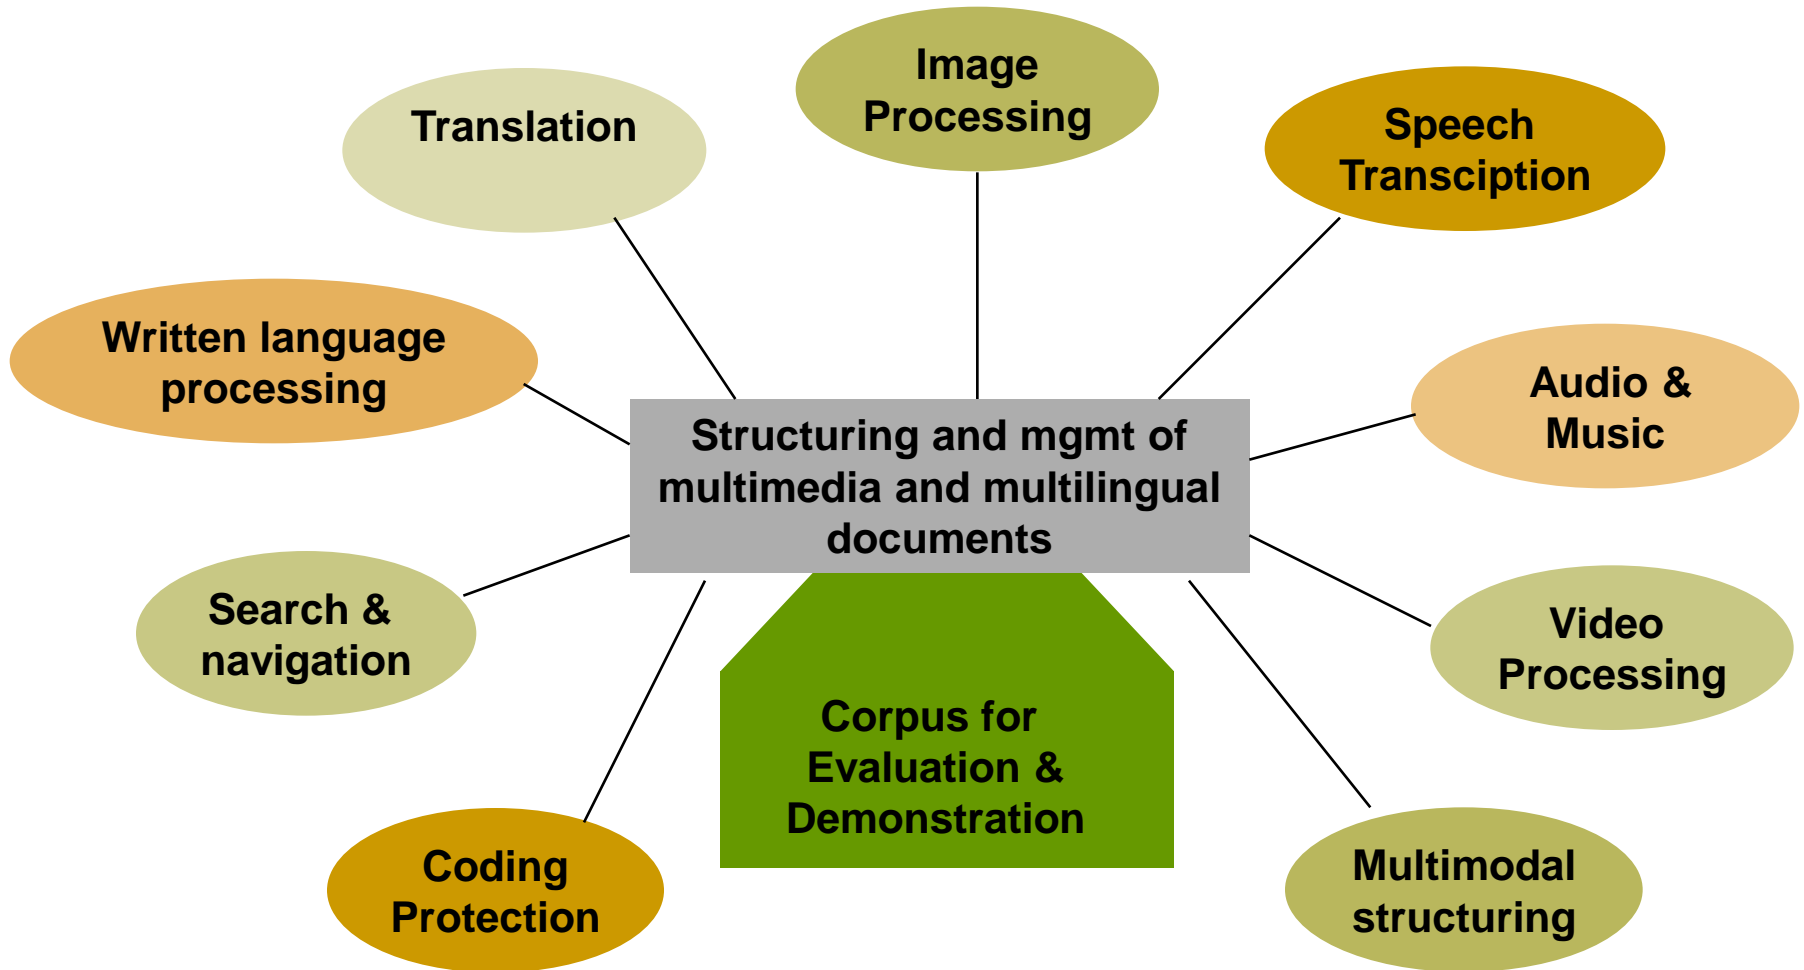 Image
Processing
Translation
Speech
Transciption
Written language
processing
Audio &
Music
Structuring and mgmt of
multimedia and multilingual
documents
Search &
navigation
Video
Processing
Corpus for
Evaluation &
Demonstration
Coding
Protection
Multimodal
structuring